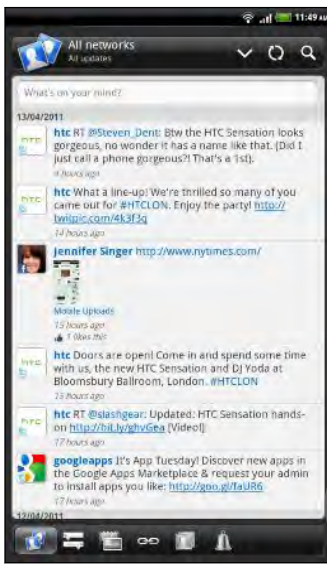 11:49 AM
All networks
All updates
What's on your mind?
13/04/2011
htc RT @Steven_Dent: Btw the HTC Sensation looks
gorgeous, no wonder it has a name like that. (Did I
just call a phone gorgeous?! That's a 1st).
hours ago
htc What a line-up! We're thrilled so many of you
came out for #HTCLON. Enjoy the party! http://
twitpic.com/4k3f3q
14 hours ago
Jennifer Singer http://www.nytimes.com/
Mobile Uploads
15 hours ago
1 likes this
htc Doors are open! Come in and spend some time
with us, the new HTC Sensation and DJ Yoda at
Bloomsbury Ballroom, London. #HTCLON
15 hours ago
htc RT @slashgear: Updated: HTC Sensation hands-
on http://bit.ly/ghvGea [Video!]
17 hours ago
googleapps It's App Tuesday! Discover new apps in
the Google Apps Marketplace & request your admin
to install apps you like: http://goo.gl/faUR6
17 hours ago
12/04/2011